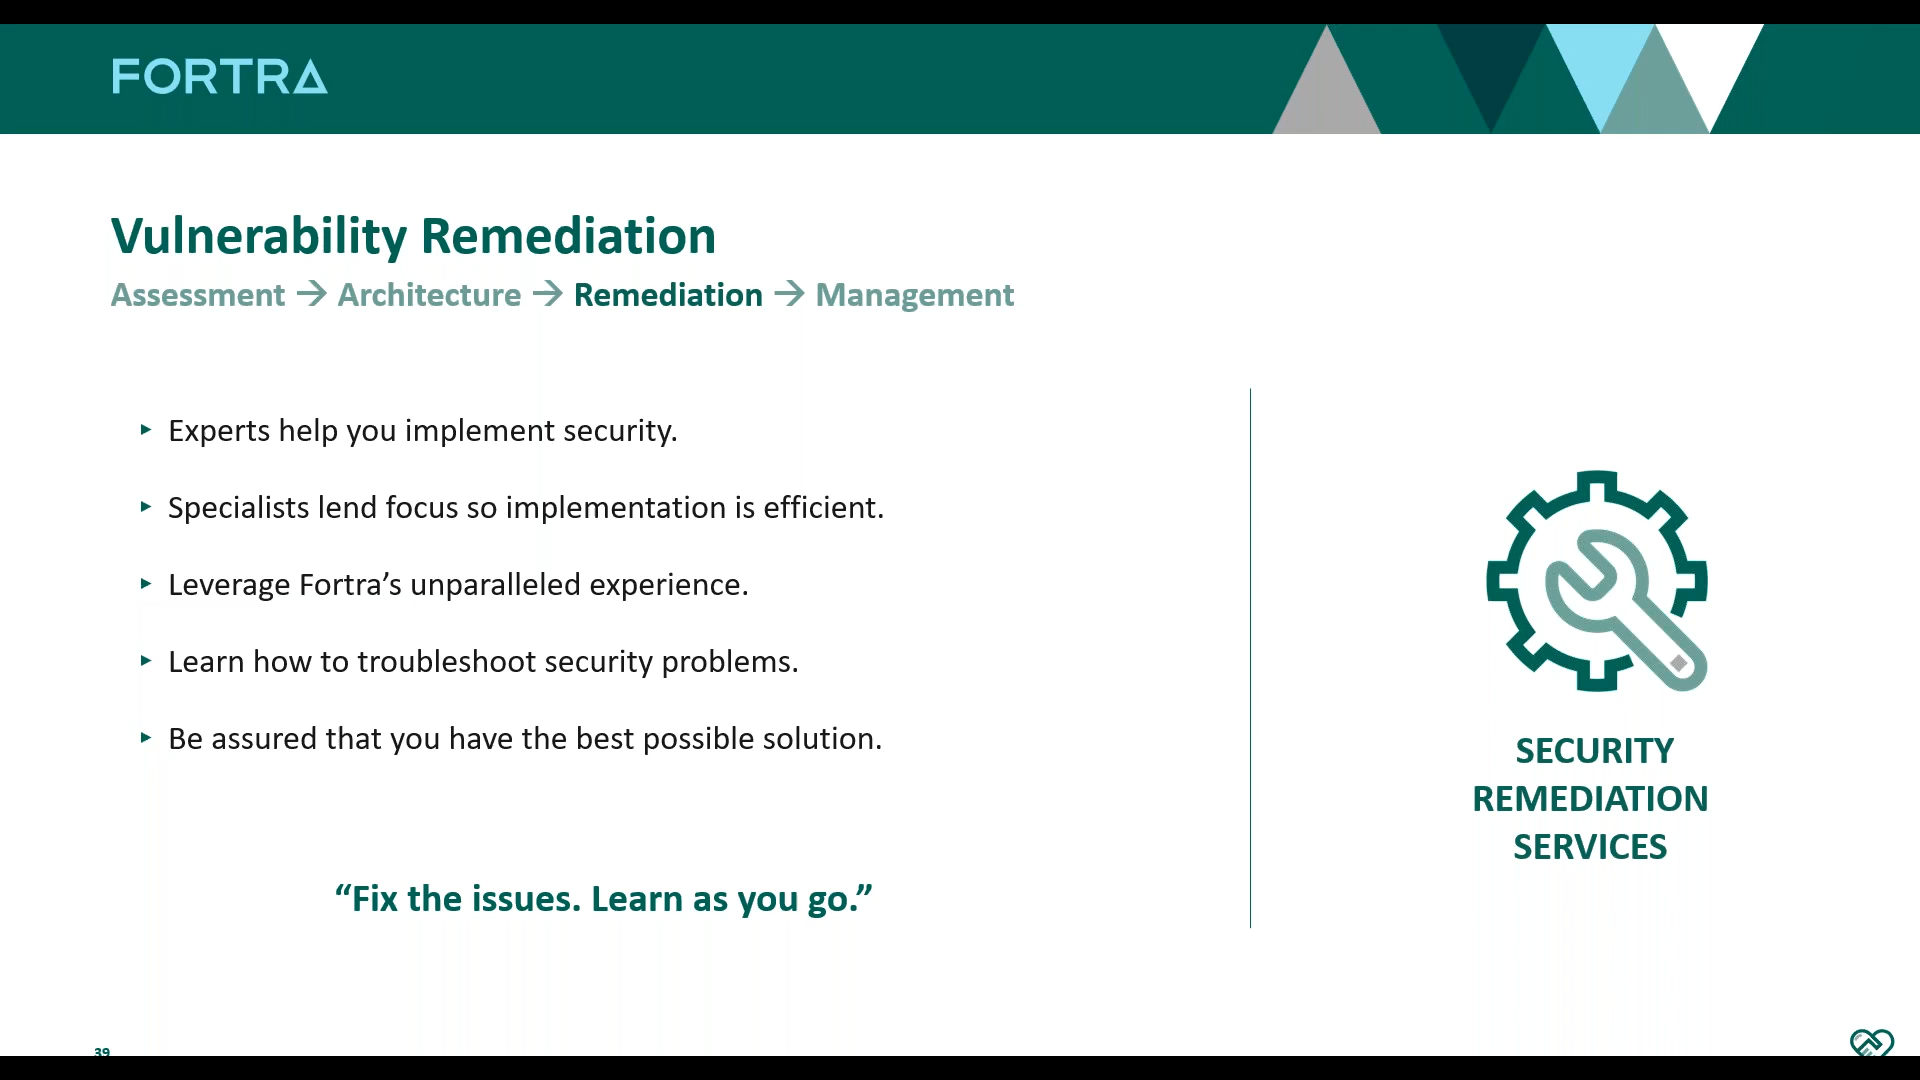 FORTRA
Vulnerability Remediation
Assessment → Architecture → Remediation → Management
▸ Experts help you implement security.
▸ Specialists lend focus so implementation is efficient.
▸ Leverage Fortra’s unparalleled experience.
▸ Learn how to troubleshoot security problems.
▸ Be assured that you have the best possible solution.
“Fix the issues. Learn as you go.”
SECURITY
REMEDIATION
SERVICES
39